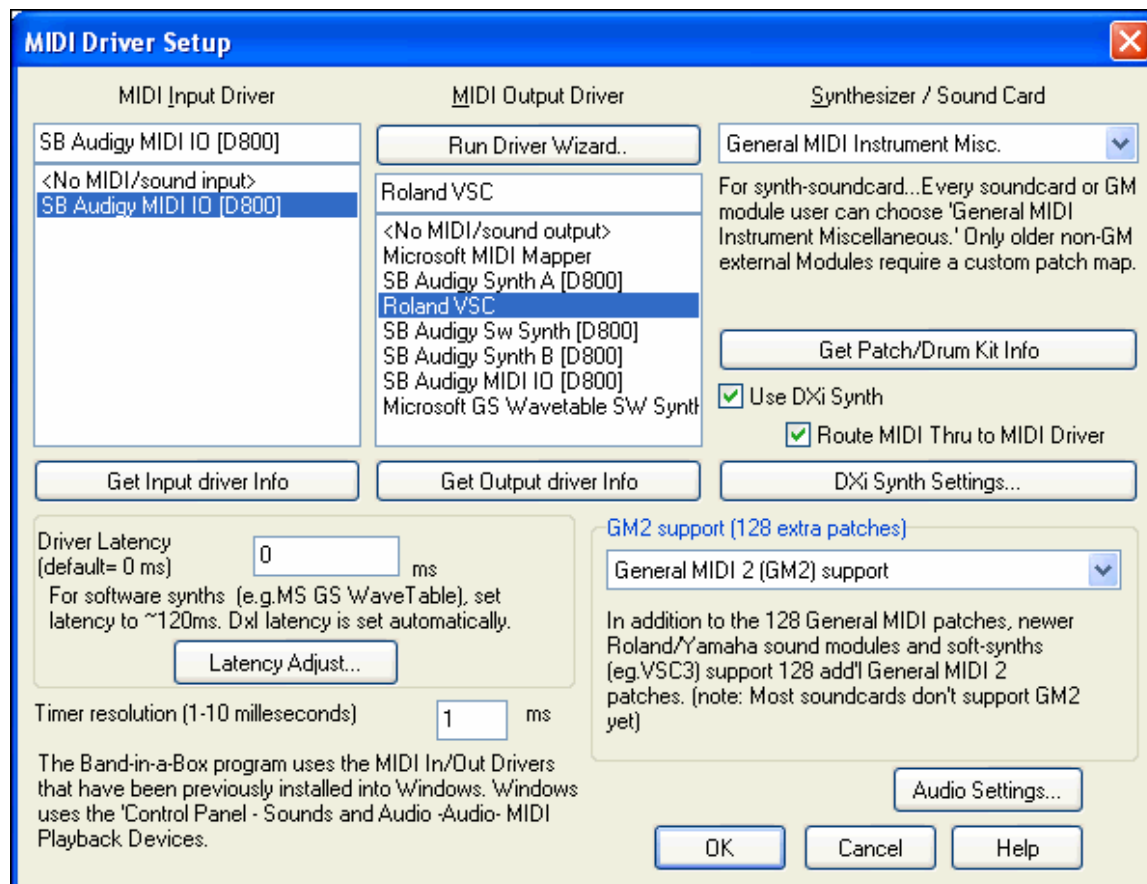 MIDI Driver Setup
MIDI Input Driver
SB Audigy MIDI IO [D800]
<No MIDI/sound input>
SB Audigy MIDI IO [D800]
Get Input driver Info
MIDI Output Driver
Run Driver Wizard..
Roland VSC
<No MIDI/sound output>
Microsoft MIDI Mapper
SB Audigy Synth A [D800]
Roland VSC
SB Audigy Sw Synth [D800]
SB Audigy Synth B [D800]
SB Audigy MIDI IO [D800]
Microsoft GS Wavetable SW Synth
Get Output driver Info
Synthesizer / Sound Card
General MIDI Instrument Misc.
For synth-soundcard...Every soundcard or GM
module user can choose 'General MIDI
Instrument Miscellaneous.' Only older non-GM
external Modules require a custom patch map.
Get Patch/Drum Kit Info
Use DXi Synth
Route MIDI Thru to MIDI Driver
DXi Synth Settings...
Driver Latency
(default= 0 ms)
0
ms
For software synths (e.g.MS GS WaveTable), set
latency to ~120ms. DxI latency is set automatically.
Latency Adjust...
Timer resolution (1-10 milleseconds)
1
ms
The Band-in-a-Box program uses the MIDI In/Out Drivers
that have been previously installed into Windows. Windows
uses the 'Control Panel - Sounds and Audio -Audio- MIDI
Playback Devices.
GM2 support (128 extra patches)
General MIDI 2 (GM2) support
In addition to the 128 General MIDI patches, newer
Roland/Yamaha sound modules and soft-synths
(eg.VSC3) support 128 add'l General MIDI 2
patches. (note: Most soundcards don't support GM2
yet)
Audio Settings...
OK
Cancel
Help